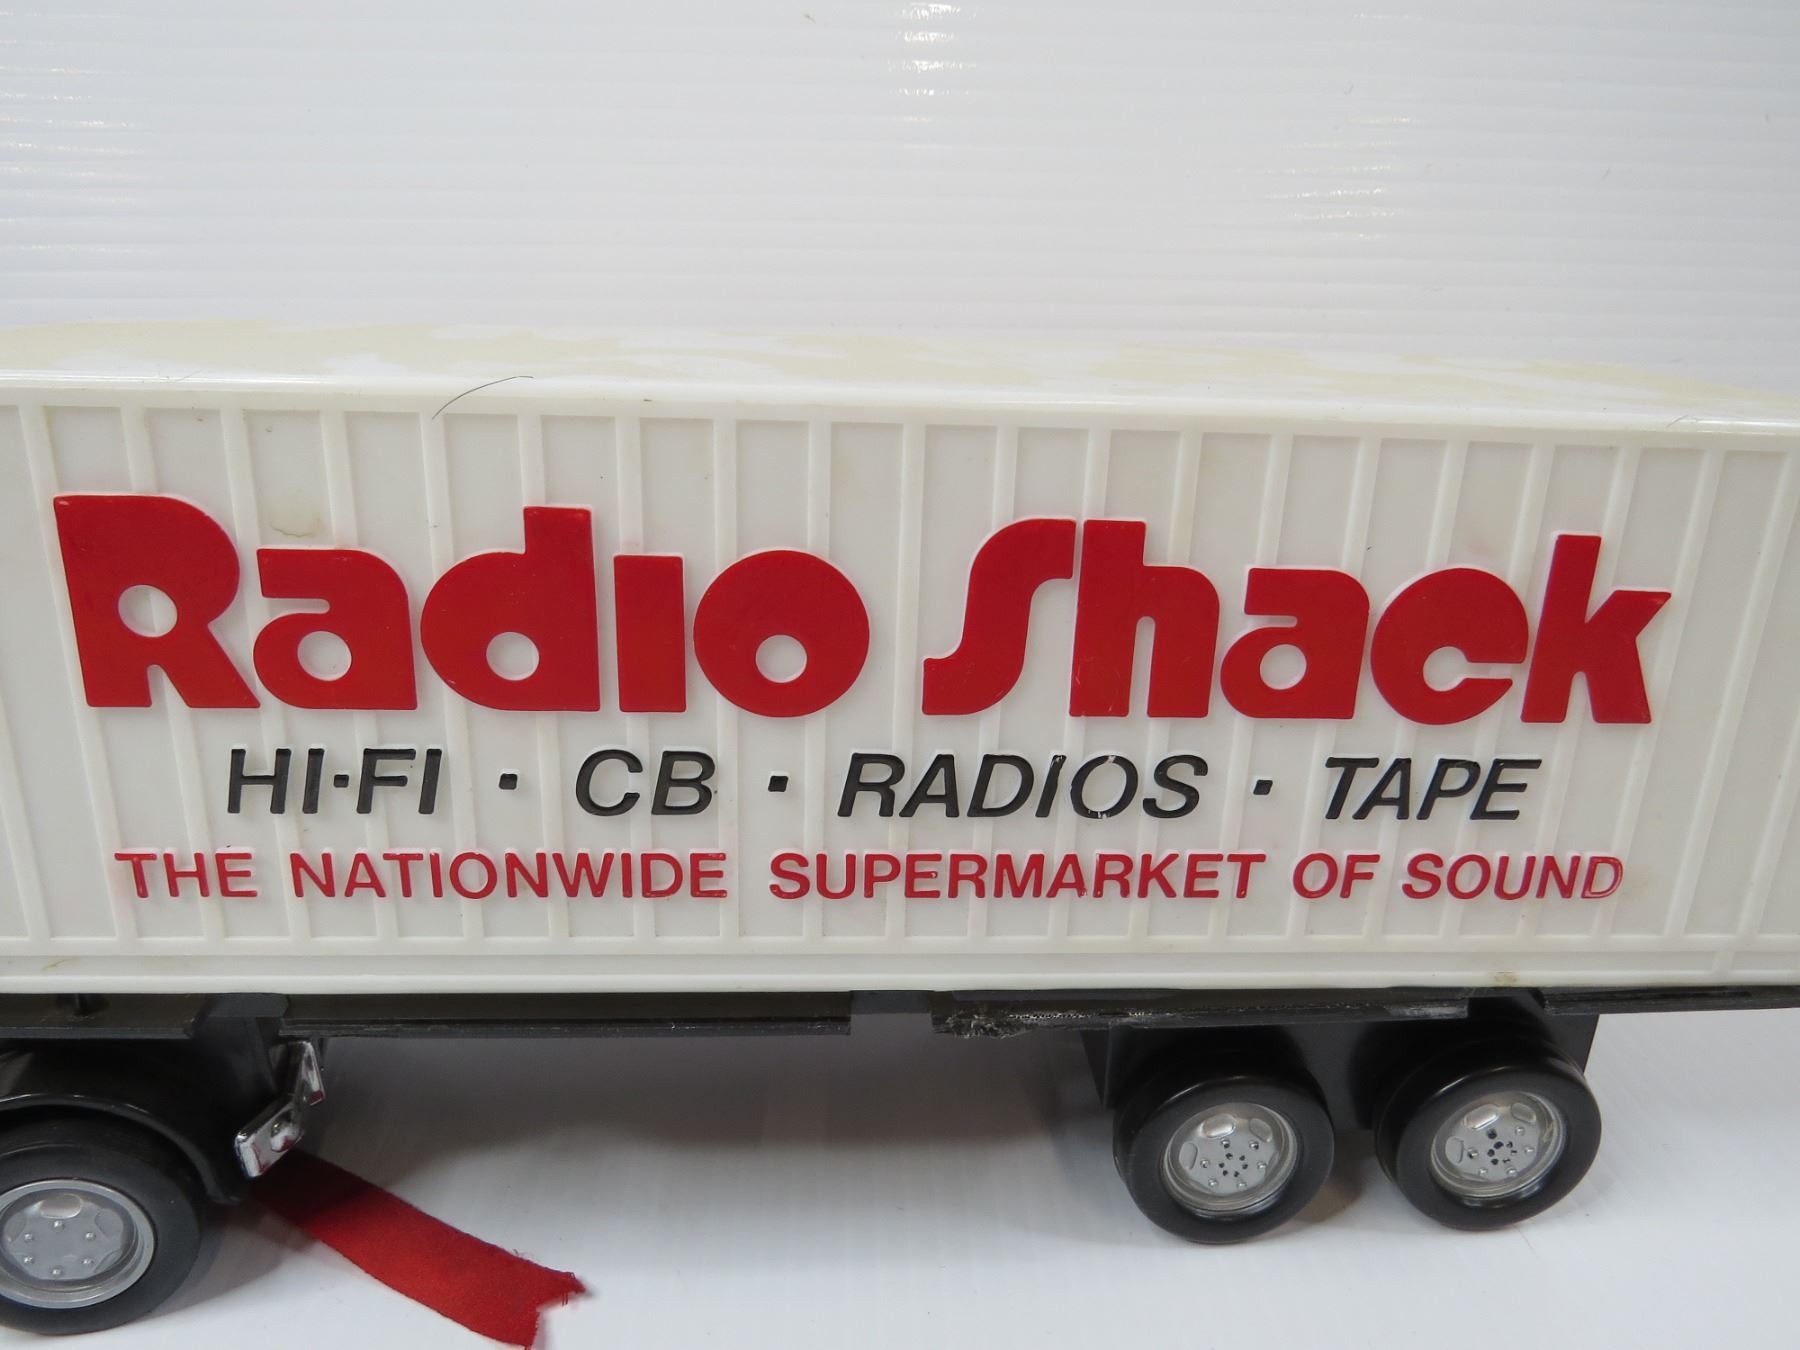 Radio Shack
HI-FI · CB · RADIOS · TAPE
THE NATIONWIDE SUPERMARKET OF SOUND